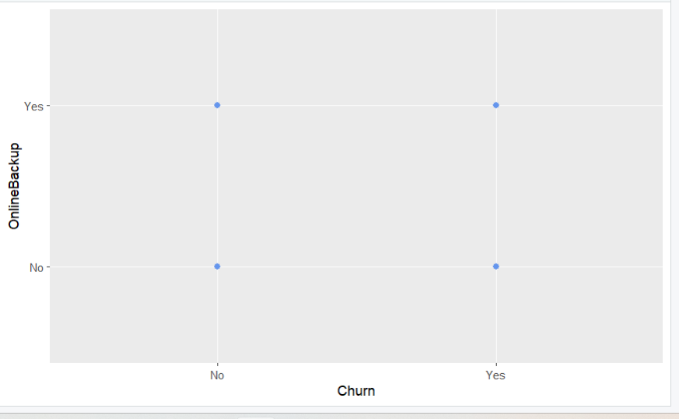 Yes
OnlineBackup
No
No
Yes
Churn